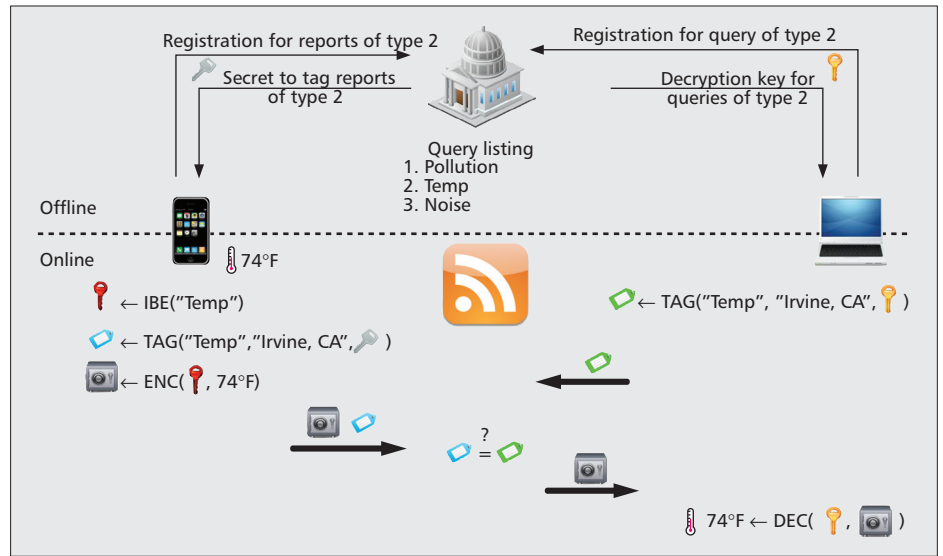 Registration for reports of type 2
Registration for query of type 2
Secret to tag reports
of type 2
Decryption key for
queries of type 2
Query listing
1. Pollution
2. Temp
3. Noise
Offline
Online
74°F
← IBE("Temp")
← TAG("Temp","Irvine, CA", )
← ENC( , 74°F)
← TAG("Temp", "Irvine, CA", )
?
=
74°F ← DEC( , )